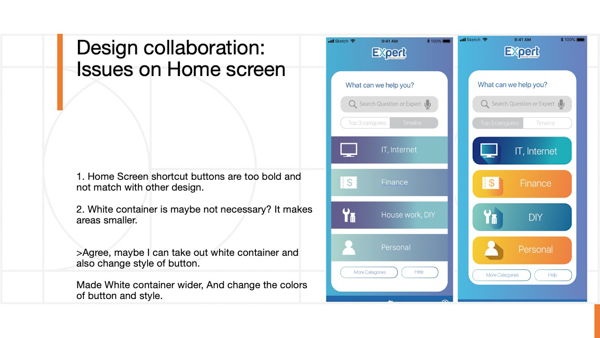 Design collaboration:
Issues on Home screen
1. Home Screen shortcut buttons are too bold and
not match with other design.
2. White container is maybe not necessary? It makes
areas smaller.
>Agree, maybe I can take out white container and
also change style of button.
Made White container wider, And change the colors
of button and style.
Sketch 9:41 AM 100%
Expert
What can we help you?
Search Question or Expert
Top 3 categories Timeline
IT, Internet
Finance
House work, DIY
Personal
More Categories Help
Sketch 9:41 AM 100%
Expert
What can we help you?
Search Question or Expert
Top 3 categories Timeline
IT, Internet
Finance
DIY
Personal
More Categories Help